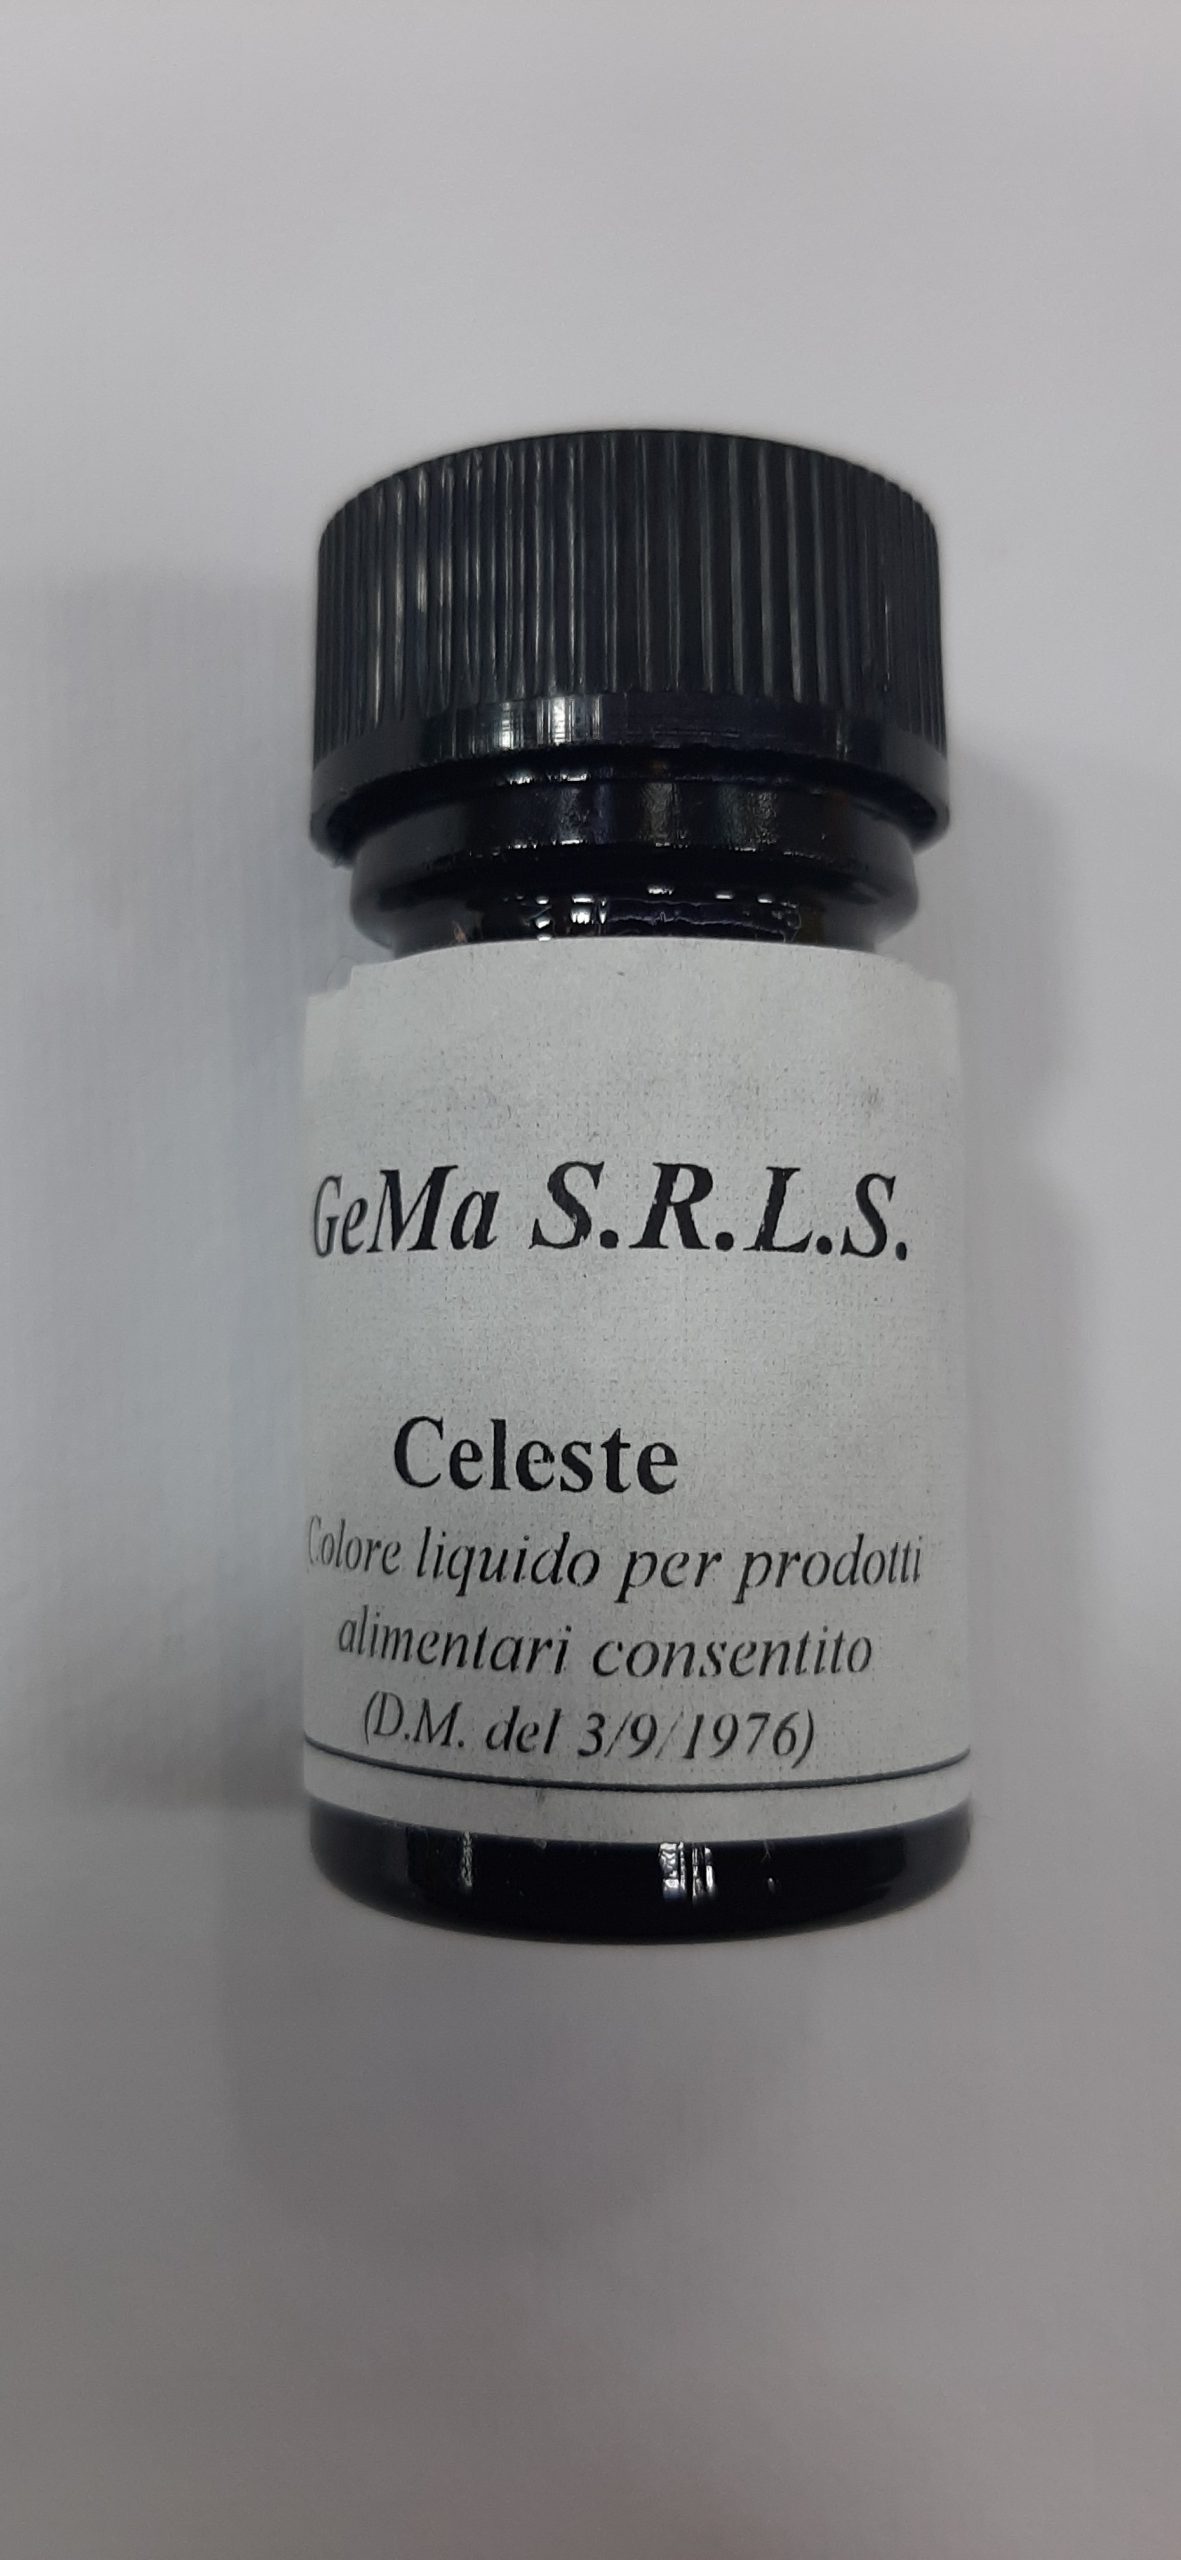 GeMa S.R.L.S.
Celeste
Colore liquido per prodotti
alimentari consentito
(D.M. del 3/9/1976)